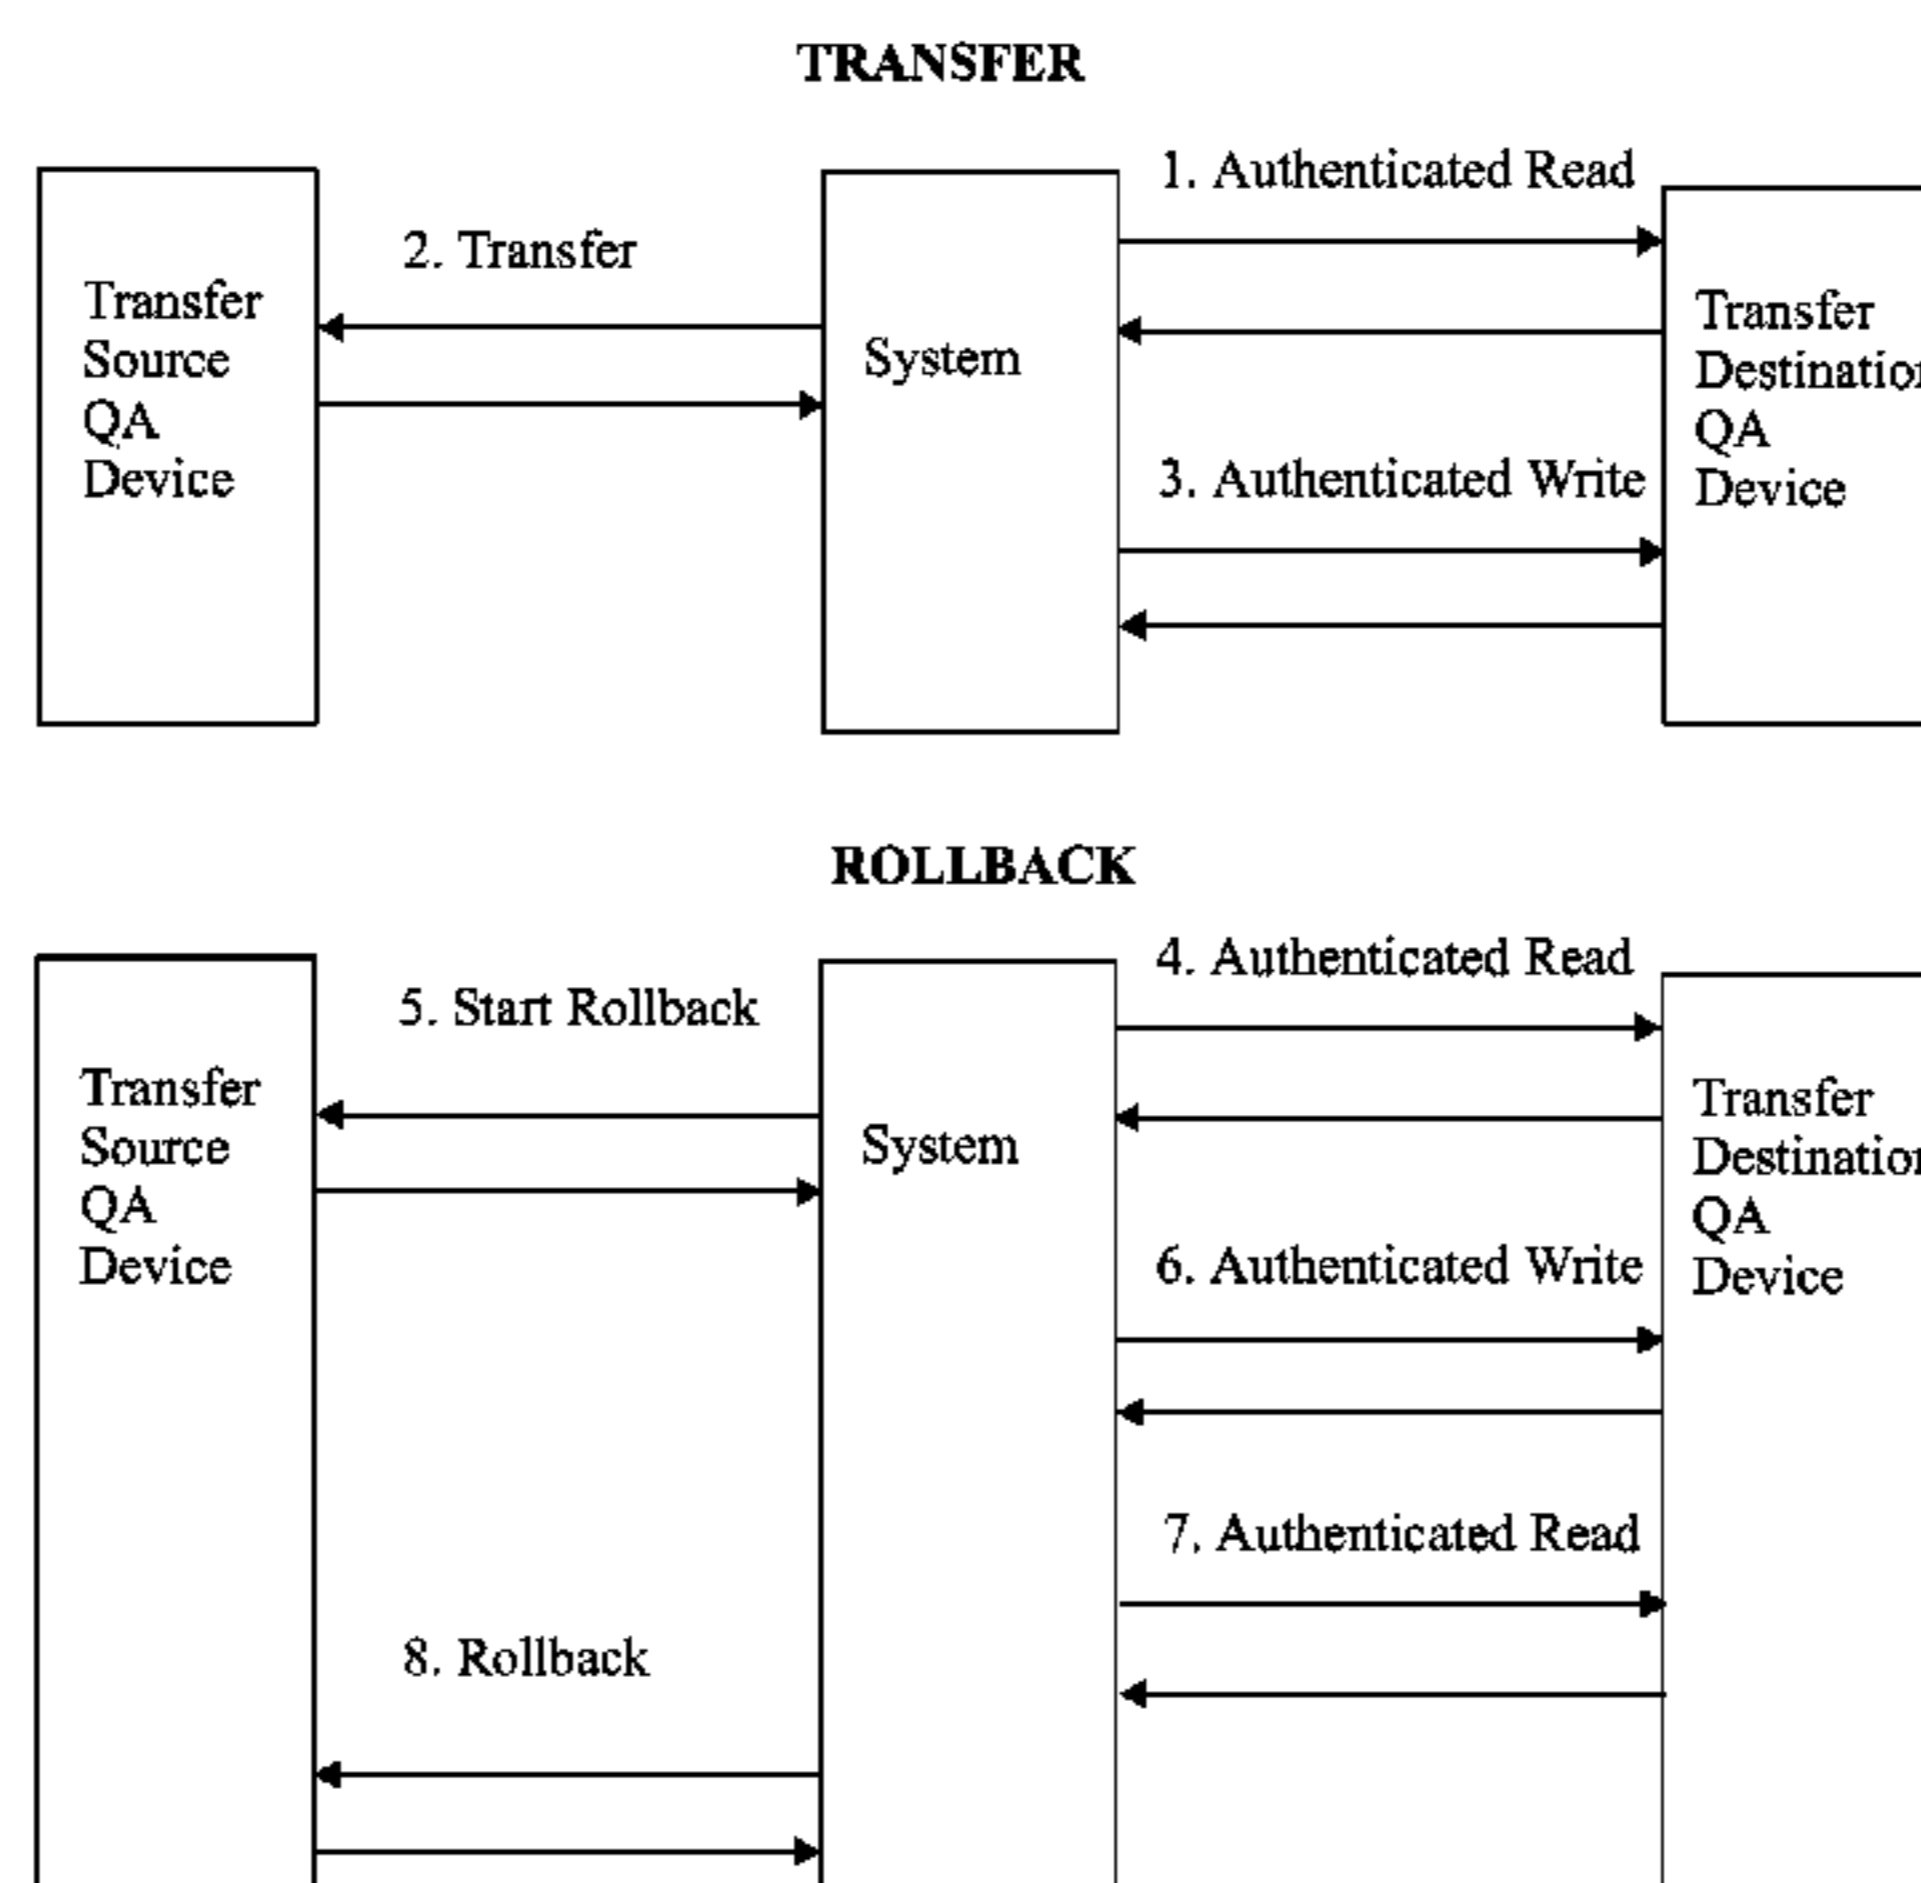 TRANSFER
1. Authenticated Read
2. Transfer
Transfer
Source
QA
Device
System
Transfer
Destination
QA
Device
3. Authenticated Write
ROLLBACK
4. Authenticated Read
5. Start Rollback
Transfer
Source
QA
Device
System
Transfer
Destination
QA
Device
6. Authenticated Write
7. Authenticated Read
8. Rollback